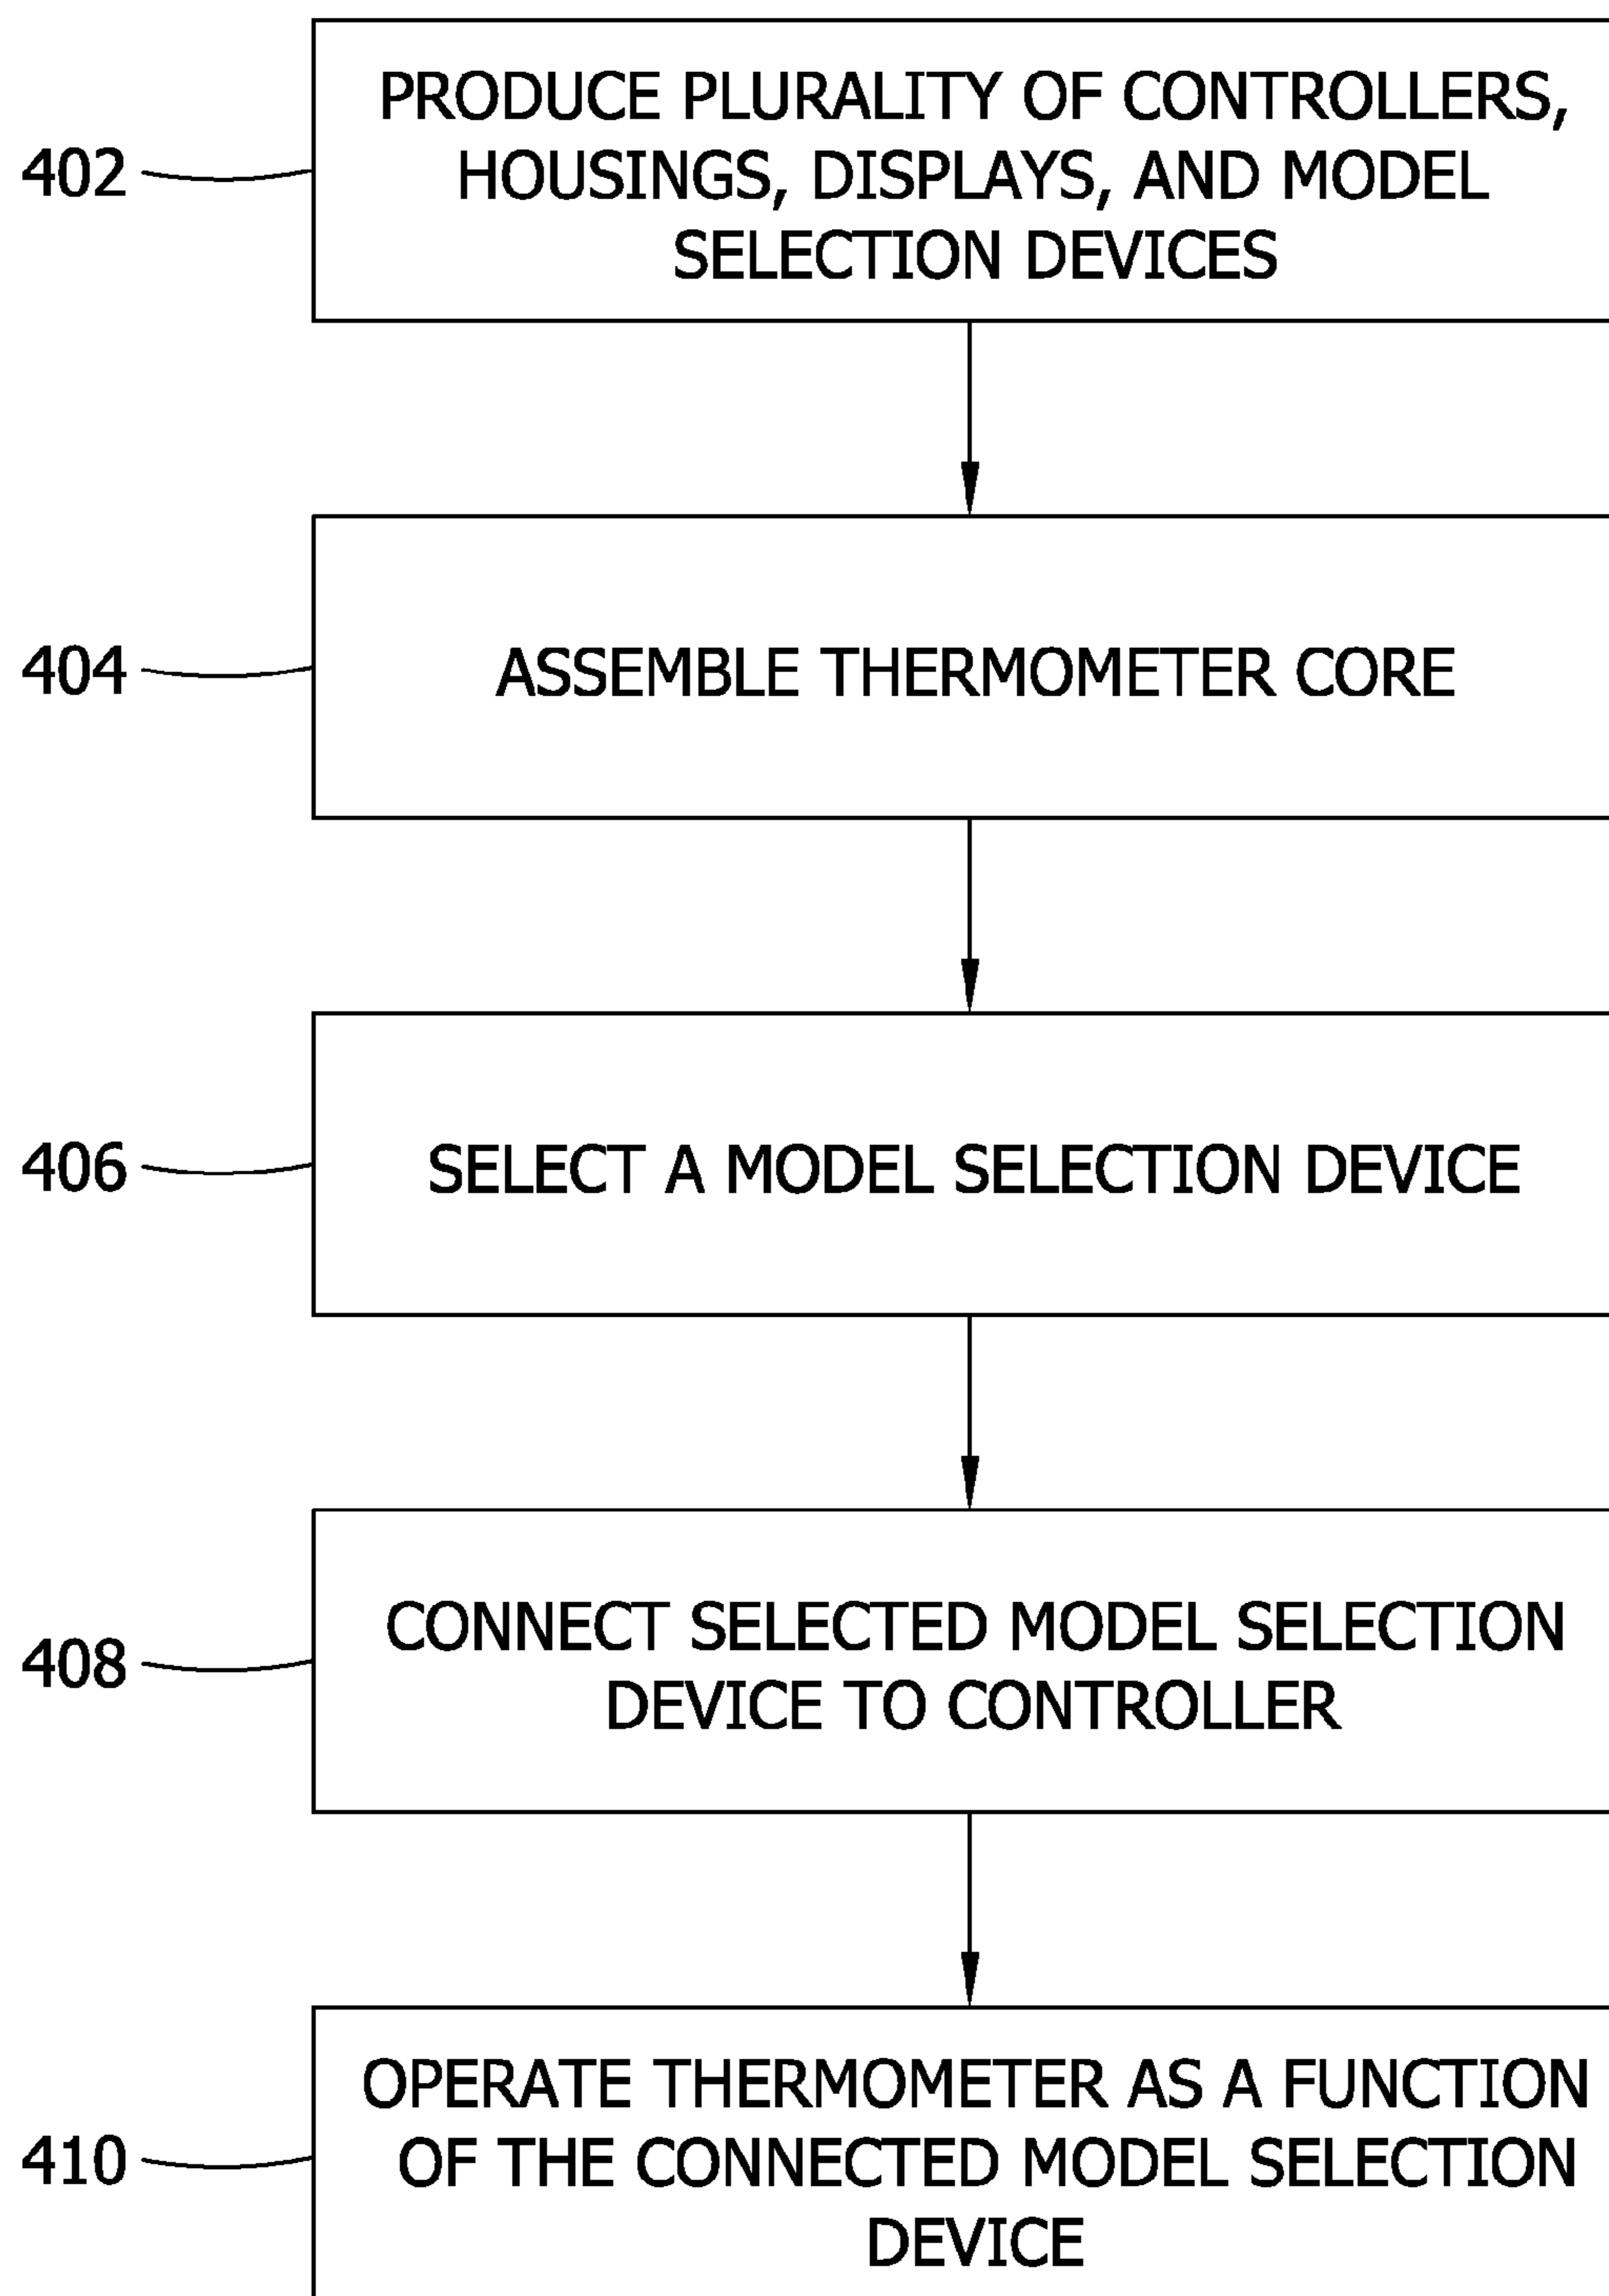 PRODUCE PLURALITY OF CONTROLLERS,
402
HOUSINGS, DISPLAYS, AND MODEL
SELECTION DEVICES
404
ASSEMBLE THERMOMETER CORE
406
SELECT A MODEL SELECTION DEVICE
408
CONNECT SELECTED MODEL SELECTION
DEVICE TO CONTROLLER
410
OPERATE THERMOMETER AS A FUNCTION
OF THE CONNECTED MODEL SELECTION
DEVICE